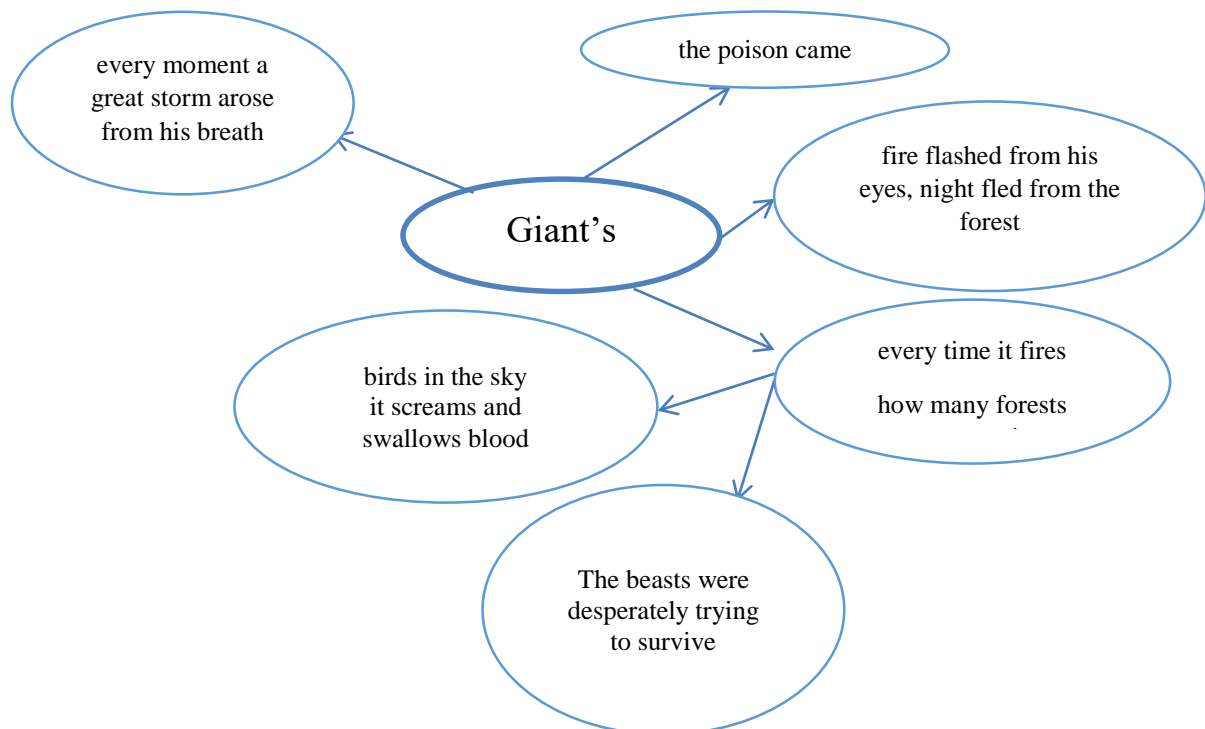 every moment a
great storm arose
from his breath
the poison came
fire flashed from his
eyes, night fled from the
forest
Giant's
every time it fires
how many forests
birds in the sky
it screams and
swallows blood
The beasts were
desperately trying
to survive